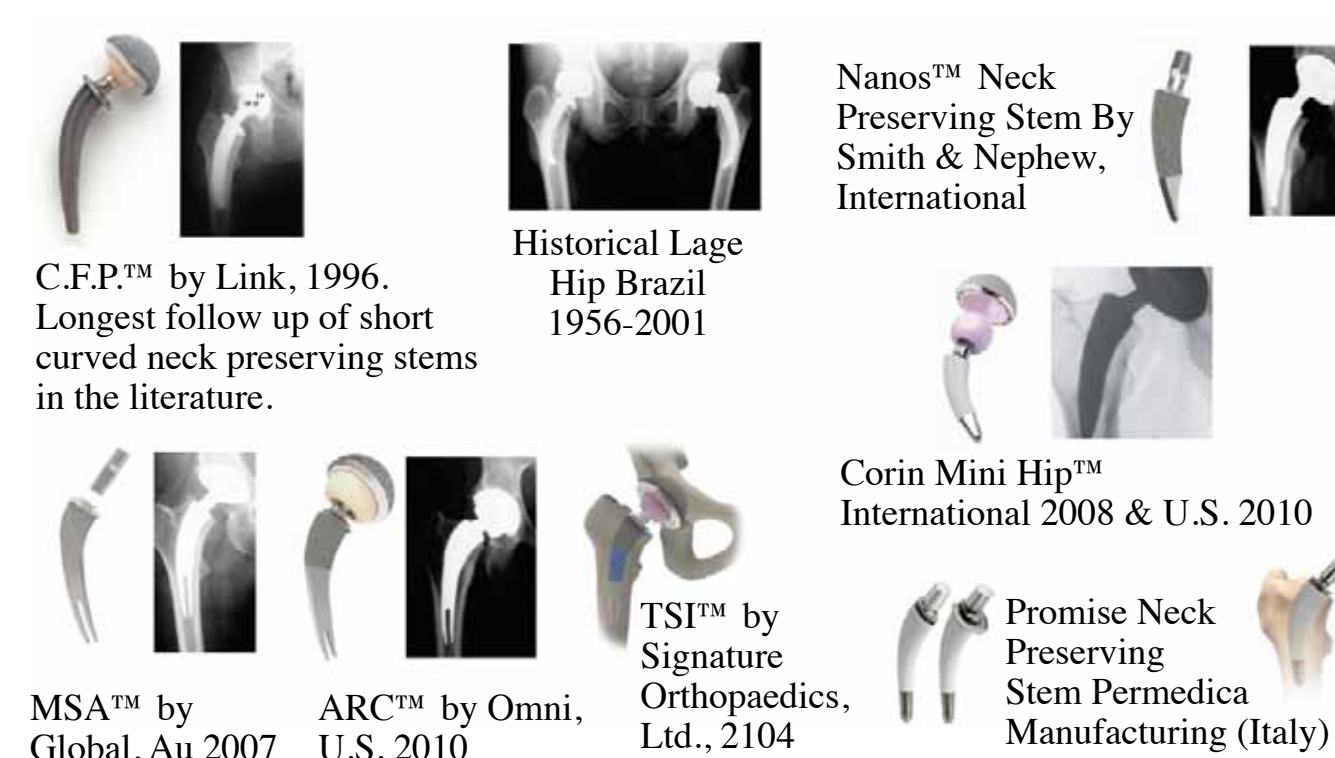 C.F.P.™ by Link, 1996.
Longest follow up of short
curved neck preserving stems
in the literature.
Historical Lage
Hip Brazil
1956-2001
Nanos™ Neck
Preserving Stem By
Smith & Nephew,
International
Corin Mini Hip™
International 2008 & U.S. 2010
MSA™ by
Global, Au 2007
ARC™ by Omni,
U.S. 2010
TSI™ by
Signature
Orthopaedics,
Ltd., 2104
Promise Neck
Preserving
Stem Permedica
Manufacturing (Italy)